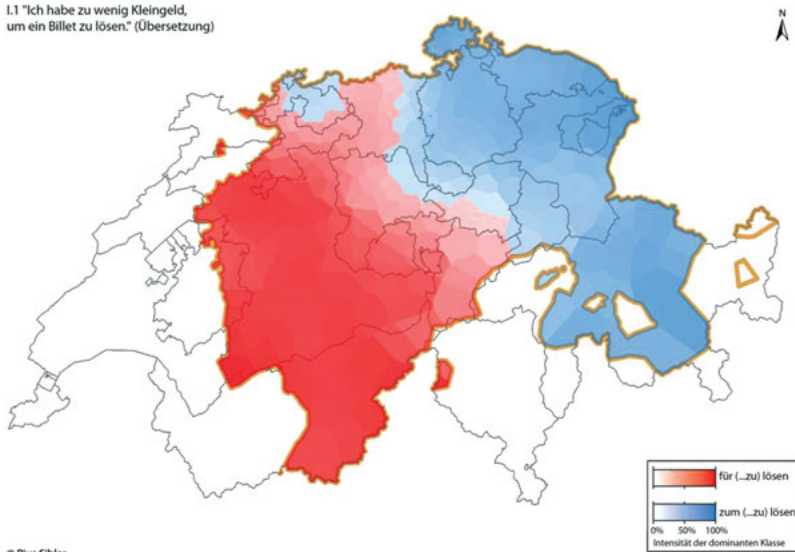 I.1 "Ich habe zu wenig Kleingeld,
um ein Billet zu lösen." (Übersetzung)
N
für (...zu) lösen
zum (...zu) lösen
0% 50% 100%
Intensität der dominanten Klasse